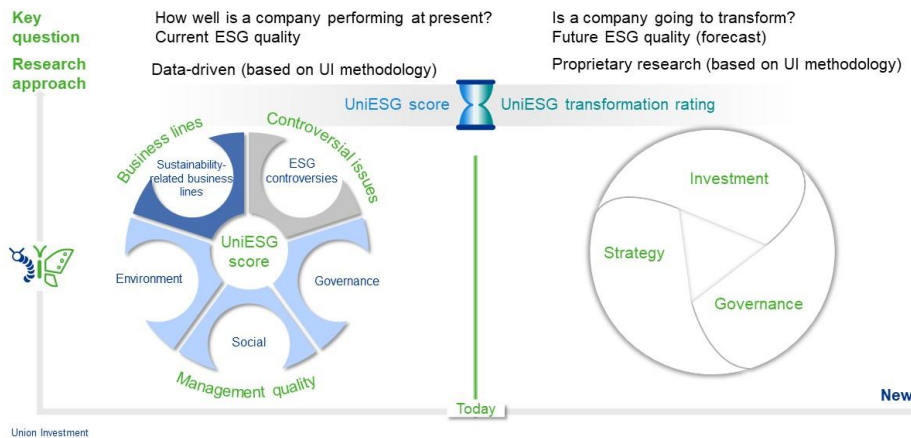 Key question
How well is a company performing at present?
Current ESG quality
Is a company going to transform?
Future ESG quality (forecast)
Research approach
Data-driven (based on UI methodology)
Proprietary research (based on UI methodology)
UniESG score
UniESG transformation rating
Business lines
Controversial issues
Sustainability-
related business
lines
ESG
controversies
UniESG
score
Environment
Governance
Social
Management quality
Investment
Strategy
Governance
Today
New
Union Investment